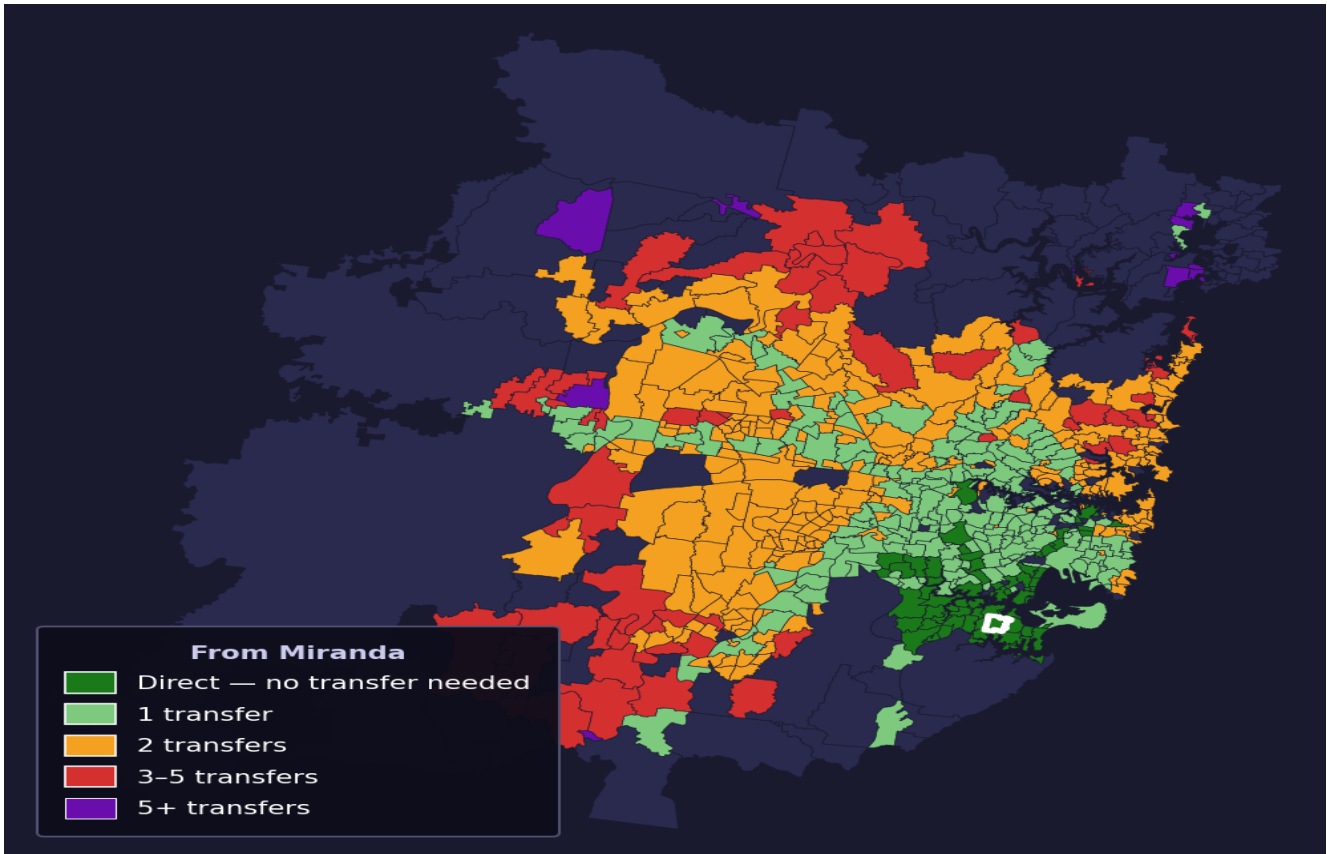 From Miranda
Direct — no transfer needed
1 transfer
2 transfers
3–5 transfers
5+ transfers